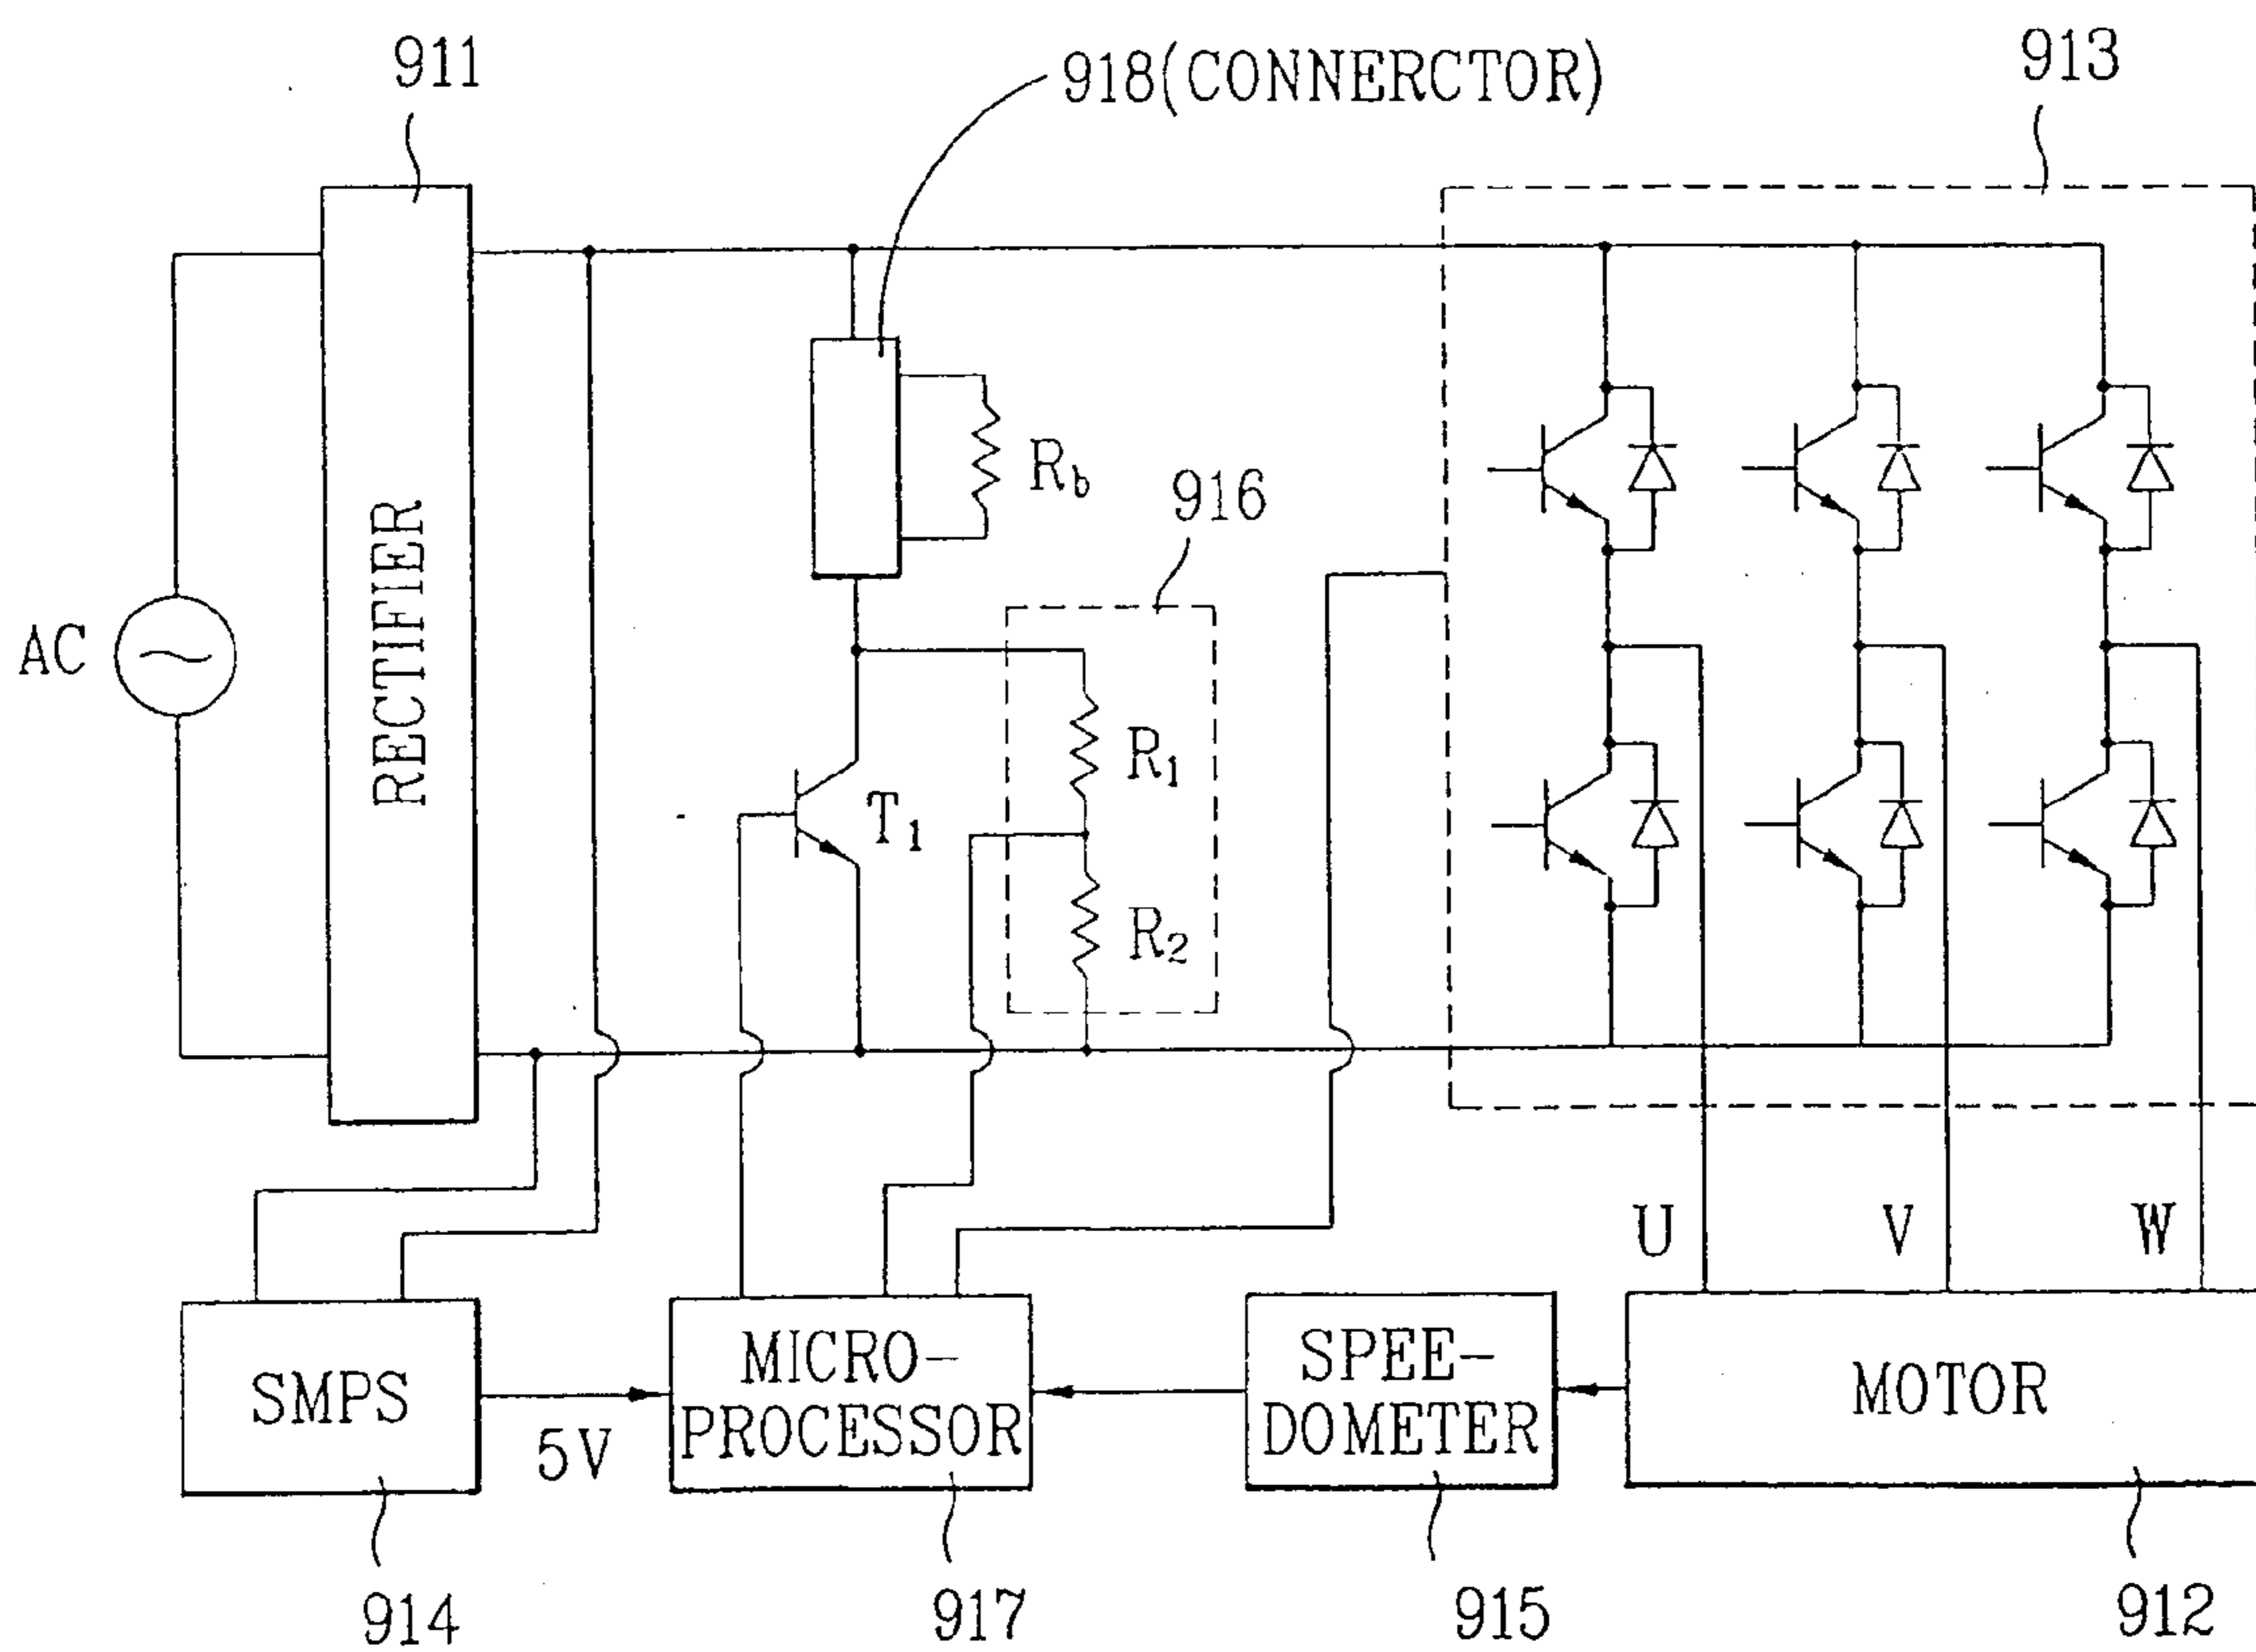 911
918(CONNERCTOR)
913
RECTIFIER
AC
Rb
916
R1
T1
R2
U
V
W
SMPS
5V
MICRO-
PROCESSOR
SPEE-
DOMETER
MOTOR
914
917
915
912